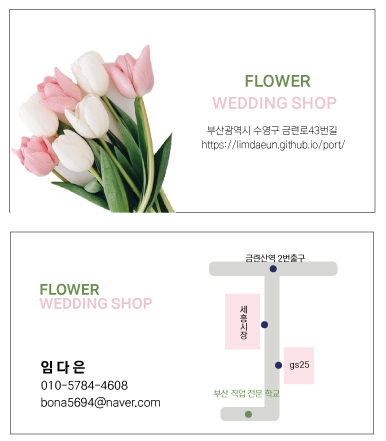 FLOWER
WEDDING SHOP
부산광역시 수영구 금련로43번길
https://limdaeun.github.io/port/
금련산역 2번출구
FLOWER
WEDDING SHOP
세흥시장
gs25
임다은
010-5784-4608
bona5694@naver.com
부산 직업 전문 학교